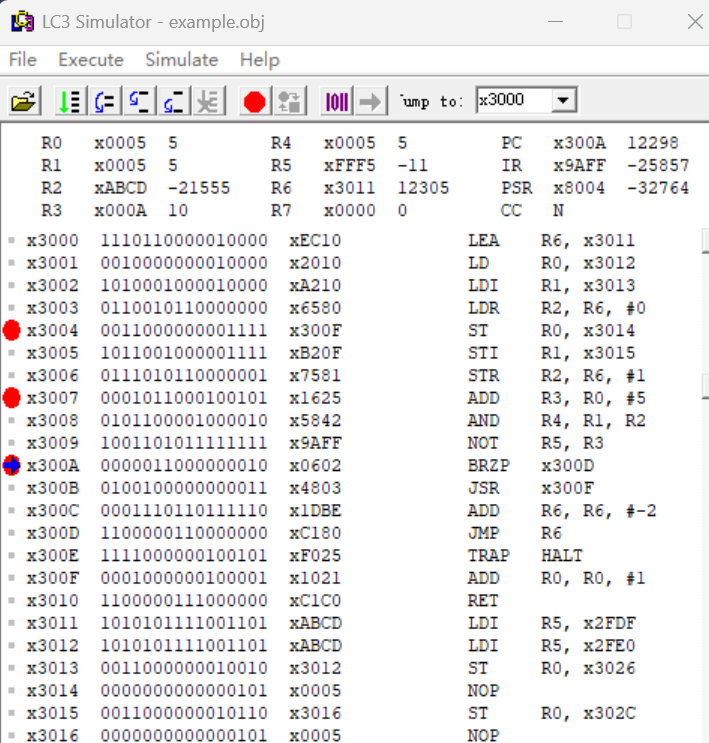 LC3 Simulator - example.obj
File Execute Simulate Help
Jump to: x3000
R0 x0005 5 R4 x0005 5 PC x300A 12298
R1 x0005 5 R5 xFFF5 -11 IR x9AFF -25857
R2 xABCD -21555 R6 x3011 12305 PSR x8004 -32764
R3 x000A 10 R7 x0000 0 CC N
x3000 1110110000010000 xEC10 LEA R6, x3011
x3001 0010000000010000 x2010 LD R0, x3012
x3002 1010001000010000 xA210 LDI R1, x3013
x3003 0110010110000000 x6580 LDR R2, R6, #0
x3004 0011000000001111 x300F ST R0, x3014
x3005 1011001000001111 xB20F STI R1, x3015
x3006 0111010110000001 x7581 STR R2, R6, #1
x3007 0001011000100101 x1625 ADD R3, R0, #5
x3008 0101100001000010 x5842 AND R4, R1, R2
x3009 1001101011111111 x9AFF NOT R5, R3
x300A 0000011000000010 x0602 BRZP x300D
x300B 0100100000000011 x4803 JSR x300F
x300C 0001110110111110 x1DBE ADD R6, R6, #-2
x300D 1100000110000000 xC180 JMP R6
x300E 1111000000100101 xF025 TRAP HALT
x300F 0001000000100001 x1021 ADD R0, R0, #1
x3010 1100000111000000 xC1C0 RET
x3011 1010101111001101 xABCD LDI R5, x2FDF
x3012 1010101111001101 xABCD LDI R5, x2FE0
x3013 0011000000010010 x3012 ST R0, x3026
x3014 0000000000000101 x0005 NOP
x3015 0011000000010110 x3016 ST R0, x302C
x3016 0000000000000101 x0005 NOP